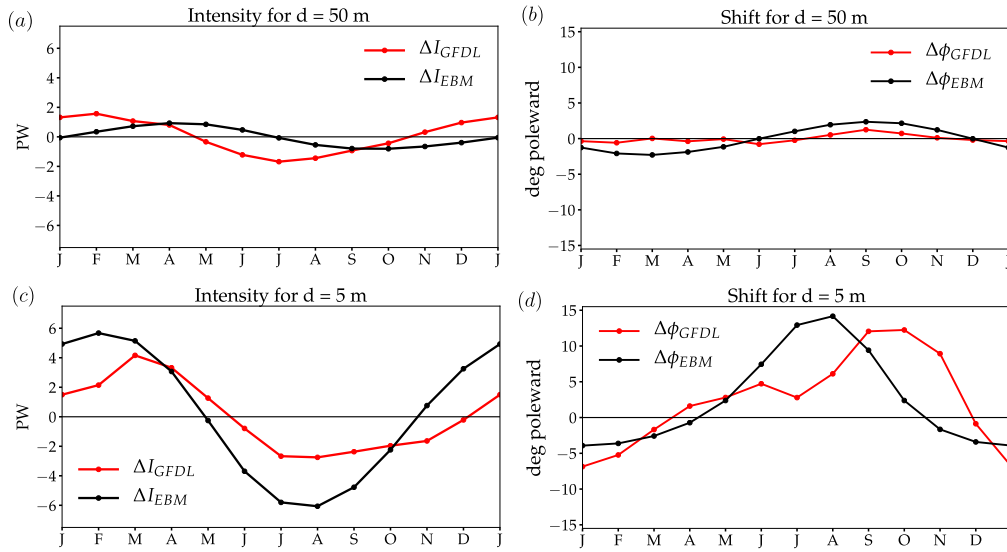 (a) Intensity for d = 50 m
6
4
2
0
−2
−4
−6
PW
ΔI_GFDL
ΔI_EBM
J F M A M J J A S O N D J
(b) Shift for d = 50 m
15
10
5
0
−5
−10
−15
deg poleward
Δϕ_GFDL
Δϕ_EBM
J F M A M J J A S O N D J
(c) Intensity for d = 5 m
6
4
2
0
−2
−4
−6
PW
ΔI_GFDL
ΔI_EBM
J F M A M J J A S O N D J
(d) Shift for d = 5 m
15
10
5
0
−5
−10
−15
deg poleward
Δϕ_GFDL
Δϕ_EBM
J F M A M J J A S O N D